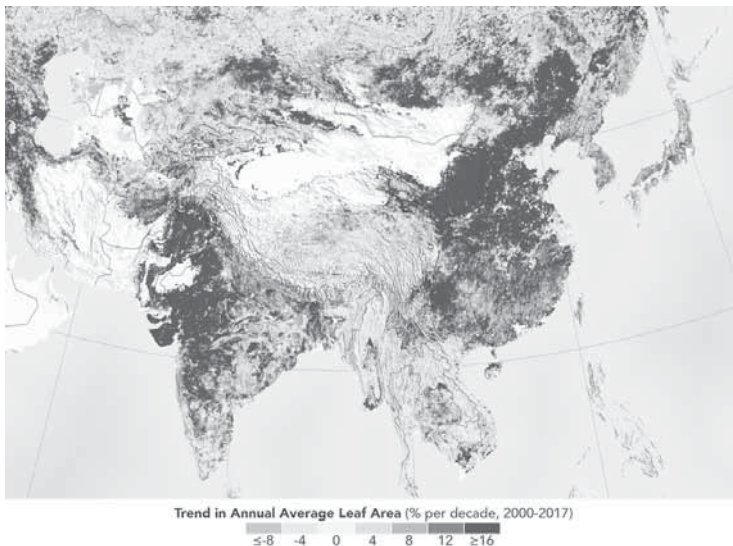 Trend in Annual Average Leaf Area (% per decade, 2000-2017)
≤-8 -4 0 4 8 12 ≥16